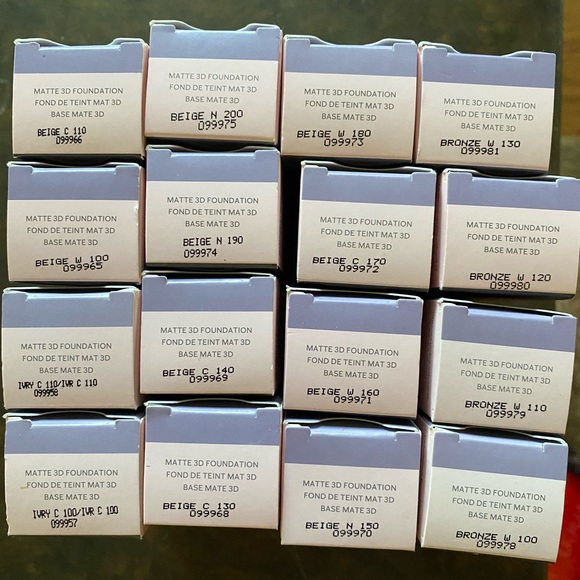 MATTE 3D FOUNDATION
FOND DE TEINT MAT 3D
BASE MATE 3D
BEIGE C 110
099966
MATTE 3D FOUNDATION
FOND DE TEINT MAT 3D
BASE MATE 3D
BEIGE N 200
099975
MATTE 3D FOUNDATION
FOND DE TEINT MAT 3D
BASE MATE 3D
BEIGE W 180
099973
MATTE 3D FOUNDATION
FOND DE TEINT MAT 3D
BASE MATE 3D
BRONZE W 130
099981
MATTE 3D FOUNDATION
FOND DE TEINT MAT 3D
BASE MATE 3D
BEIGE W 100
099965
MATTE 3D FOUNDATION
FOND DE TEINT MAT 3D
BASE MATE 3D
BEIGE N 190
099974
MATTE 3D FOUNDATION
FOND DE TEINT MAT 3D
BASE MATE 3D
BEIGE C 170
099972
MATTE 3D FOUNDATION
FOND DE TEINT MAT 3D
BASE MATE 3D
BRONZE W 120
099980
MATTE 3D FOUNDATION
FOND DE TEINT MAT 3D
BASE MATE 3D
IVRY C 110/IVR C 110
099958
MATTE 3D FOUNDATION
FOND DE TEINT MAT 3D
BASE MATE 3D
BEIGE C 140
099969
MATTE 3D FOUNDATION
FOND DE TEINT MAT 3D
BASE MATE 3D
BEIGE W 160
099971
MATTE 3D FOUNDATION
FOND DE TEINT MAT 3D
BASE MATE 3D
BRONZE W 110
099979
MATTE 3D FOUNDATION
FOND DE TEINT MAT 3D
BASE MATE 3D
IVRY C 100/IVR C 100
099957
MATTE 3D FOUNDATION
FOND DE TEINT MAT 3D
BASE MATE 3D
BEIGE C 130
099968
MATTE 3D FOUNDATION
FOND DE TEINT MAT 3D
BASE MATE 3D
BEIGE N 150
099970
MATTE 3D FOUNDATION
FOND DE TEINT MAT 3D
BASE MATE 3D
BRONZE W 100
099978